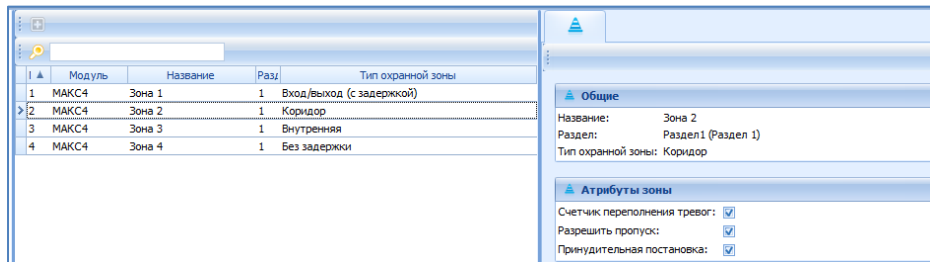 I Модуль Название Разд Тип охранной зоны
1 МАКС4 Зона 1 1 Вход/выход (с задержкой)
2 МАКС4 Зона 2 1 Коридор
3 МАКС4 Зона 3 1 Внутренняя
4 МАКС4 Зона 4 1 Без задержки
Общие
Название: Зона 2
Раздел: Раздел1 (Раздел 1)
Тип охранной зоны: Коридор
Атрибуты зоны
Счетчик переполнения тревог:
Разрешить пропуск:
Принудительная постановка: